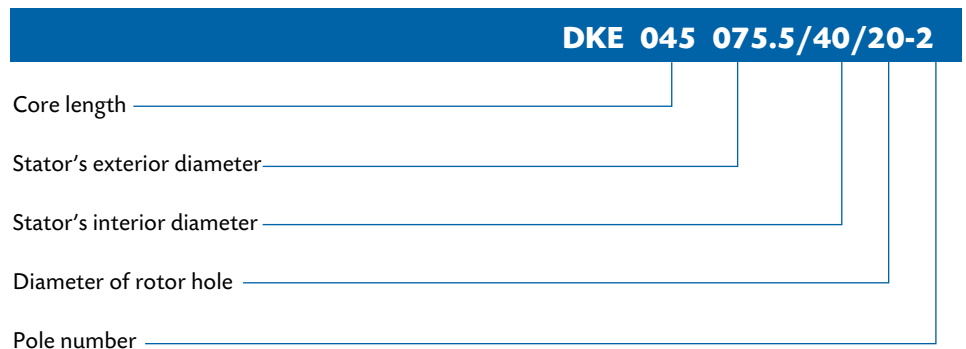 DKE 045 075.5/40/20-2
Core length
Stator’s exterior diameter
Stator’s interior diameter
Diameter of rotor hole
Pole number